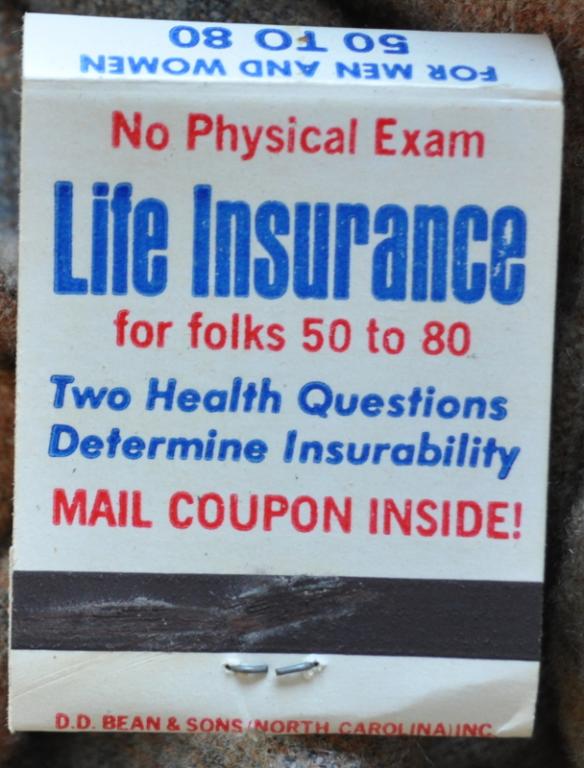 50 TO 80
FOR MEN AND WOMEN
No Physical Exam
Life Insurance
for folks 50 to 80
Two Health Questions
Determine Insurability
MAIL COUPON INSIDE!
D.D. BEAN & SONS (NORTH CAROLINA) INC.